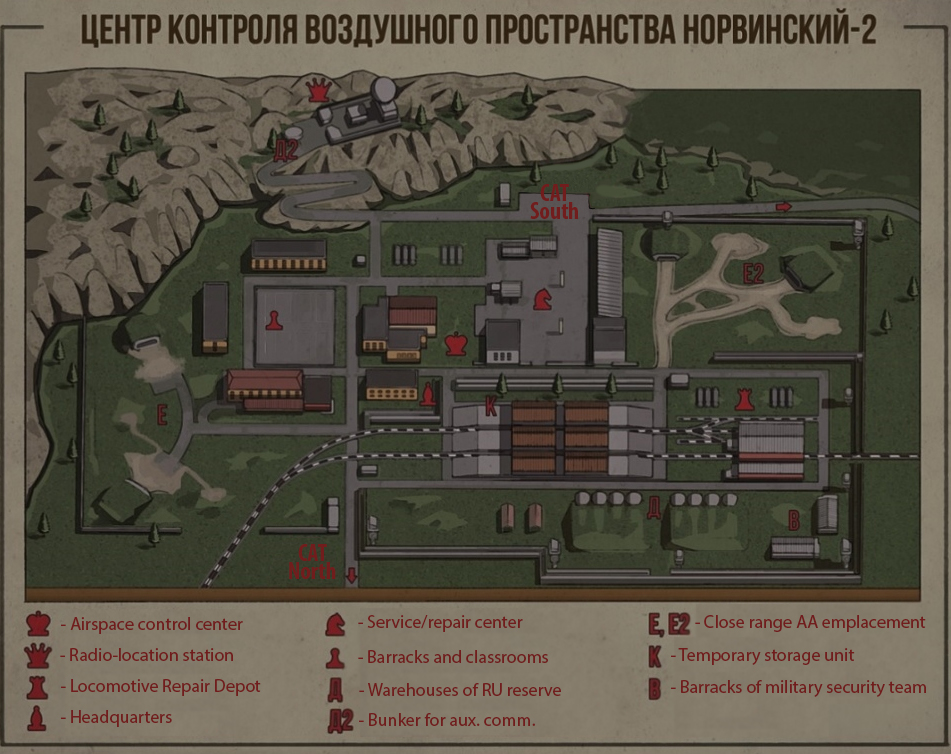 ЦЕНТР КОНТРОЛЯ ВОЗДУШНОГО ПРОСТРАНСТВА НОРВИНСКИЙ-2
Д2
CAT
South
E2
E
K
Д
B
CAT
North
- Airspace control center
- Radio-location station
- Locomotive Repair Depot
- Headquarters
- Service/repair center
- Barracks and classrooms
Д - Warehouses of RU reserve
Д2 - Bunker for aux. comm.
E, E2 - Close range AA emplacement
K - Temporary storage unit
B - Barracks of military security team